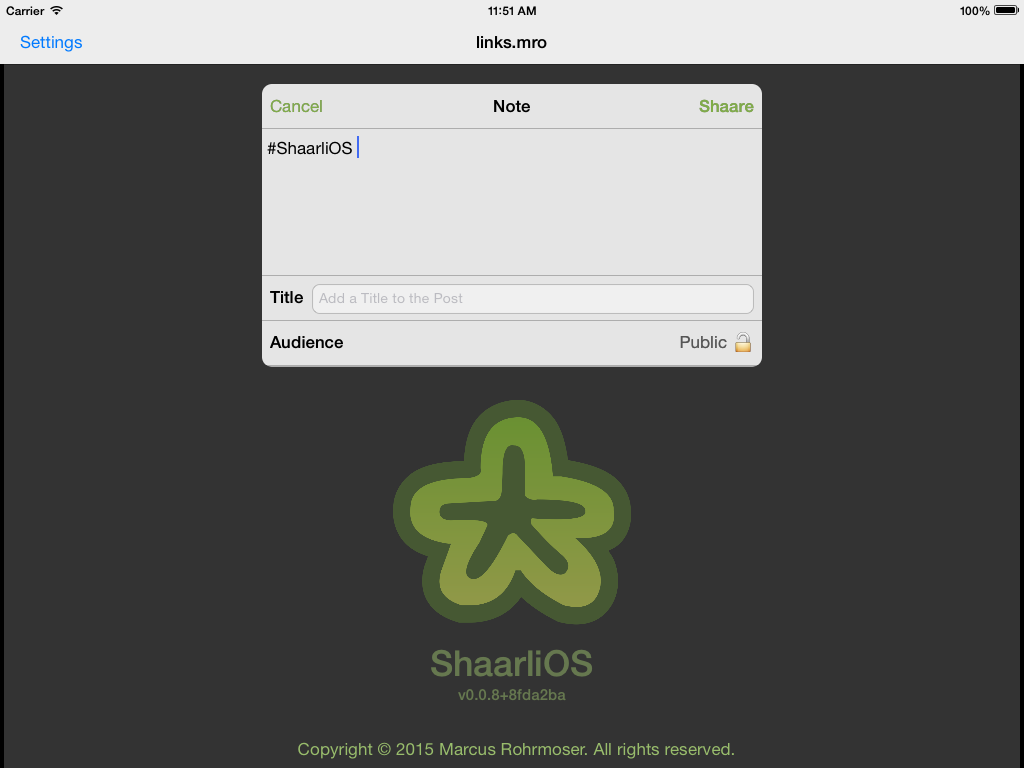 Carrier 11:51 AM 100%
Settings links.mro
Cancel Note Shaare
#ShaarliOS
Title Add a Title to the Post
Audience Public
ShaarliOS
v0.0.8+8fda2ba
Copyright © 2015 Marcus Rohrmoser. All rights reserved.